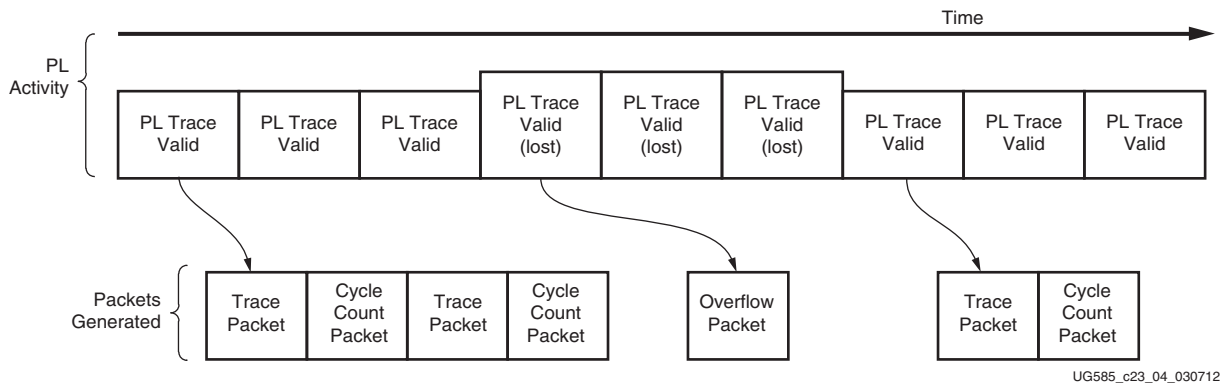 Time
PL
Activity
PL Trace
Valid
PL Trace
Valid
PL Trace
Valid
PL Trace
Valid
(lost)
PL Trace
Valid
(lost)
PL Trace
Valid
(lost)
PL Trace
Valid
PL Trace
Valid
PL Trace
Valid
Packets
Generated
Trace
Packet
Cycle
Count
Packet
Trace
Packet
Cycle
Count
Packet
Overflow
Packet
Trace
Packet
Cycle
Count
Packet
UG585_c23_04_030712